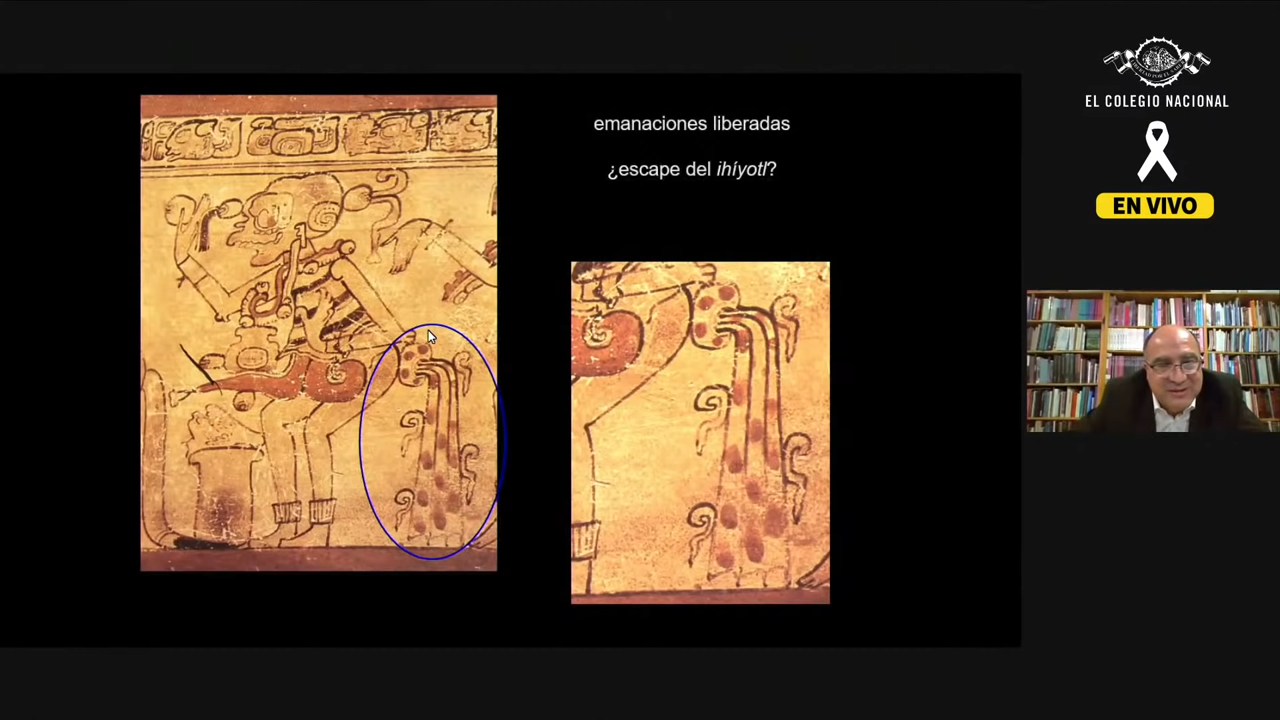 emanaciones liberadas
¿escape del ihíyotl?
EL COLEGIO NACIONAL
EN VIVO